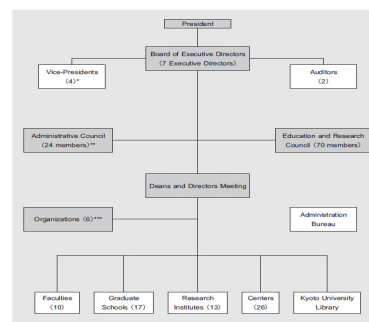 President
Board of Executive Directors
(7 Executive Directors)
Vice-Presidents
(4)*
Auditors
(2)
Administrative Council
(24 members)**
Education and Research
Council (70 members)
Deans and Directors Meeting
Organizations (6)***
Administration
Bureau
Faculties
(10)
Graduate
Schools (17)
Research
Institutes (13)
Centers
(26)
Kyoto University
Library